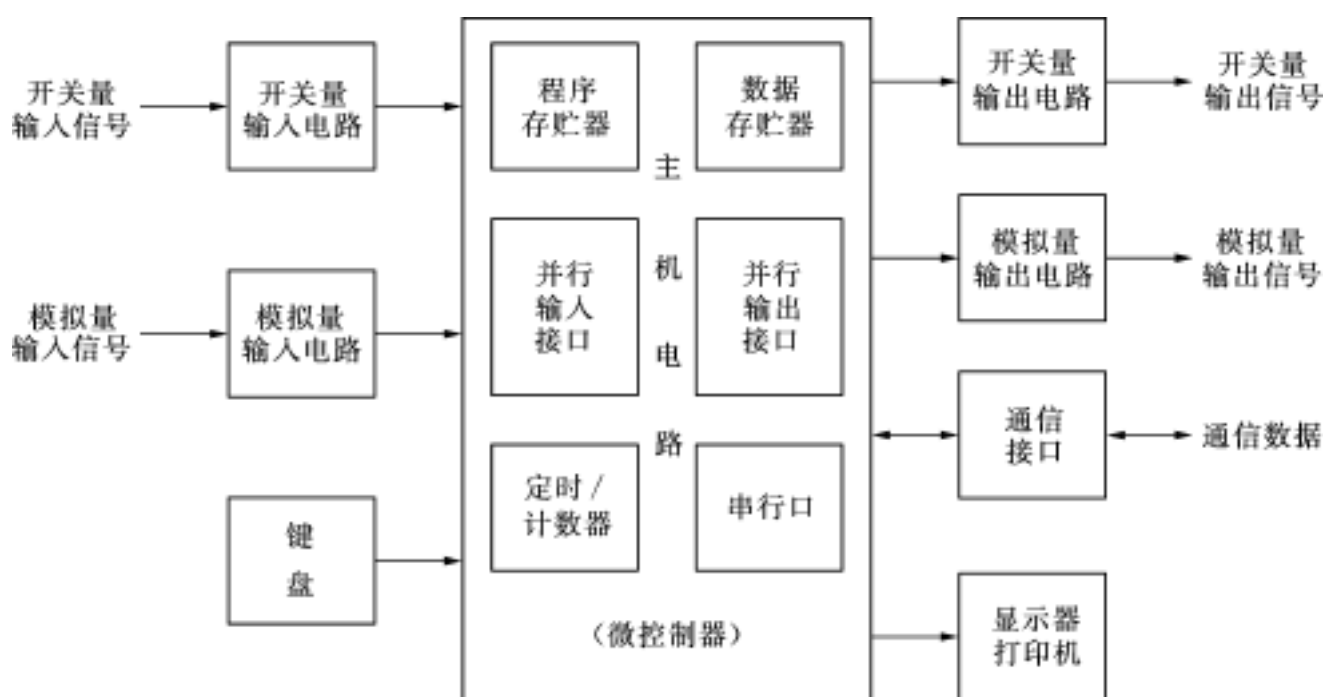 开关量
输入信号
开关量
输入电路
模拟量
输入信号
模拟量
输入电路
键
盘
程序
存贮器
数据
存贮器
主
机
电
路
并行
输入
接口
并行
输出
接口
定时/
计数器
串行口
(微控制器)
开关量
输出电路
开关量
输出信号
模拟量
输出电路
模拟量
输出信号
通信
接口
通信数据
显示器
打印机